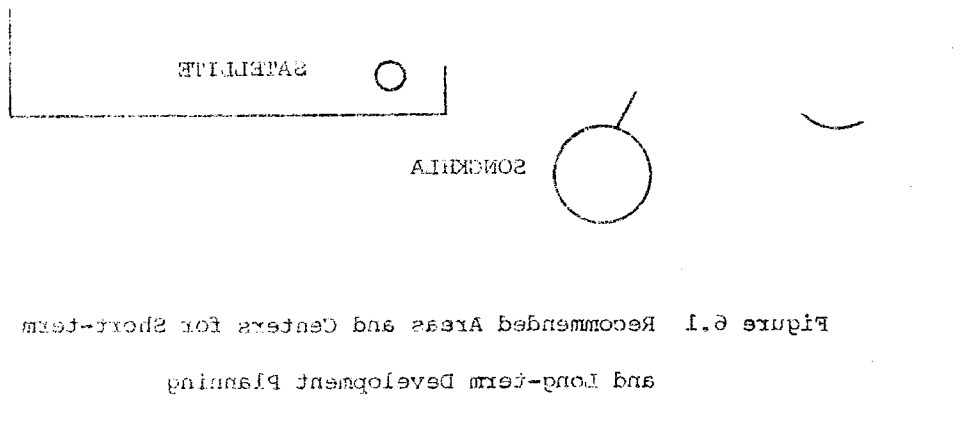 SATELLITE
SONGKHLA
Figure 6.1 Recommended Areas and Centers for Short-term
and Long-term Development Planning